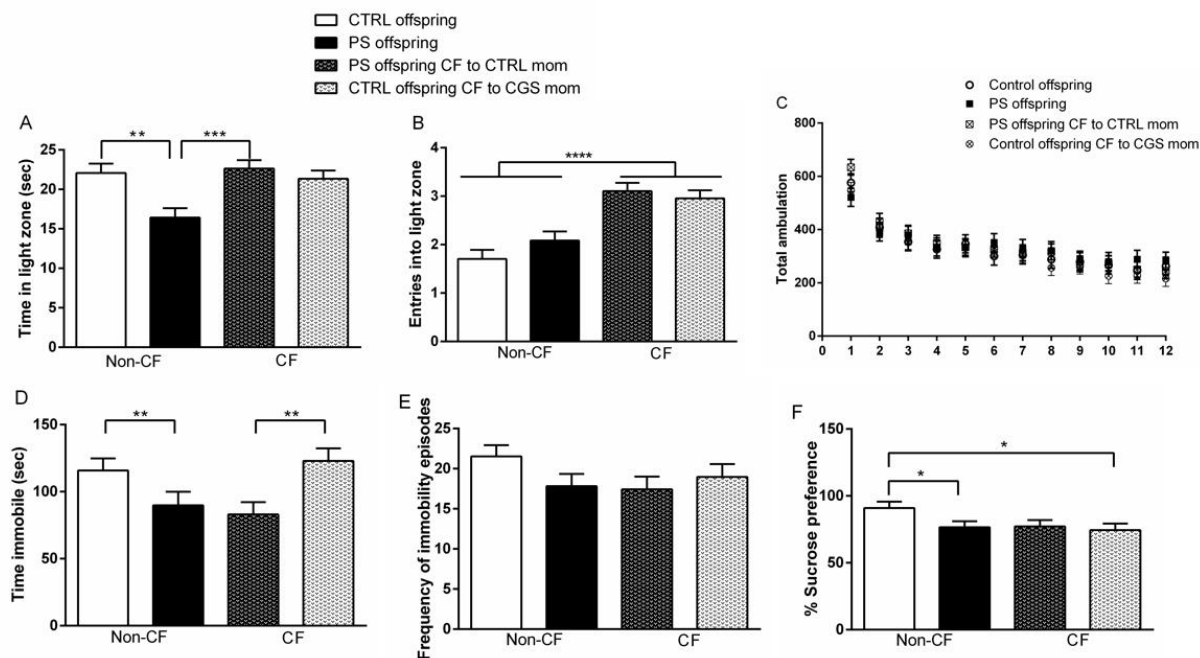 CTRL offspring
PS offspring
PS offspring CF to CTRL mom
CTRL offspring CF to CGS mom
A
Time in light zone (sec)
25
20
15
10
5
0
**
***
Non-CF
CF
B
Entries into light zone
4
3
2
1
0
****
Non-CF
CF
C
Control offspring
PS offspring
PS offspring CF to CTRL mom
Control offspring CF to CGS mom
Total ambulation
800
600
400
200
0
0 1 2 3 4 5 6 7 8 9 10 11 12
D
Time immobile (sec)
150
100
50
0
**
**
Non-CF
CF
E
Frequency of immobility episodes
25
20
15
10
5
0
Non-CF
CF
F
% Sucrose preference
150
100
50
0
*
*
Non-CF
CF